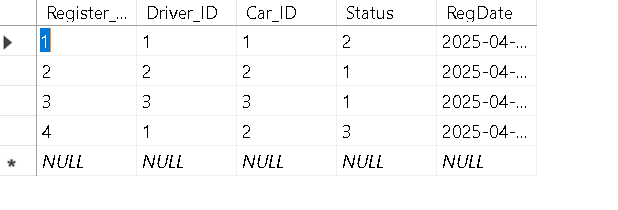 Register_... Driver_ID Car_ID Status RegDate
1 1 1 2 2025-04-...
2 2 2 1 2025-04-...
3 3 3 1 2025-04-...
4 1 2 3 2025-04-...
* NULL NULL NULL NULL NULL